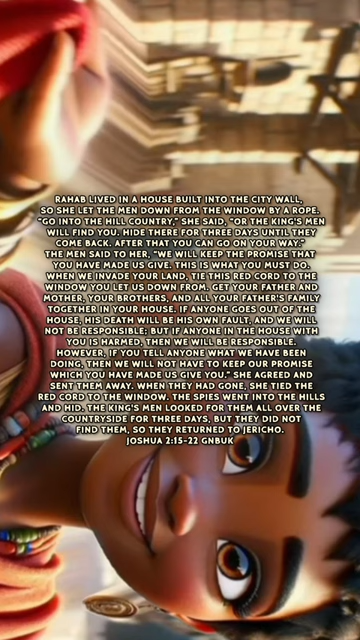 RAHAB LIVED IN A HOUSE BUILT INTO THE CITY WALL,
SO SHE LET THE MEN DOWN FROM THE WINDOW BY A ROPE.
"GO INTO THE HILL COUNTRY," SHE SAID, "OR THE KING'S MEN
WILL FIND YOU. HIDE THERE FOR THREE DAYS UNTIL THEY
COME BACK. AFTER THAT YOU CAN GO ON YOUR WAY."
THE MEN SAID TO HER, "WE WILL KEEP THE PROMISE THAT
YOU HAVE MADE US GIVE. THIS IS WHAT YOU MUST DO.
WHEN WE INVADE YOUR LAND, TIE THIS RED CORD TO THE
WINDOW YOU LET US DOWN FROM. GET YOUR FATHER AND
MOTHER, YOUR BROTHERS, AND ALL YOUR FATHER'S FAMILY
TOGETHER IN YOUR HOUSE. IF ANYONE GOES OUT OF THE
HOUSE, HIS DEATH WILL BE HIS OWN FAULT, AND WE WILL
NOT BE RESPONSIBLE; BUT IF ANYONE IN THE HOUSE WITH
YOU IS HARMED, THEN WE WILL BE RESPONSIBLE.
HOWEVER, IF YOU TELL ANYONE WHAT WE HAVE BEEN
DOING, THEN WE WILL NOT HAVE TO KEEP OUR PROMISE
WHICH YOU HAVE MADE US GIVE YOU." SHE AGREED AND
SENT THEM AWAY. WHEN THEY HAD GONE, SHE TIED THE
RED CORD TO THE WINDOW. THE SPIES WENT INTO THE HILLS
AND HID. THE KING'S MEN LOOKED FOR THEM ALL OVER THE
COUNTRYSIDE FOR THREE DAYS, BUT THEY DID NOT
FIND THEM, SO THEY RETURNED TO JERICHO.
JOSHUA 2:15-22 GNBUK